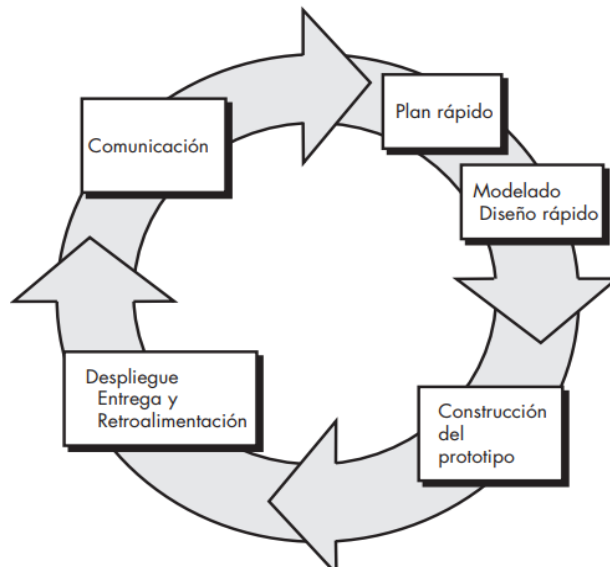 Comunicación
Plan rápido
Modelado
Diseño rápido
Construcción
del
prototipo
Despliegue
Entrega y
Retroalimentación